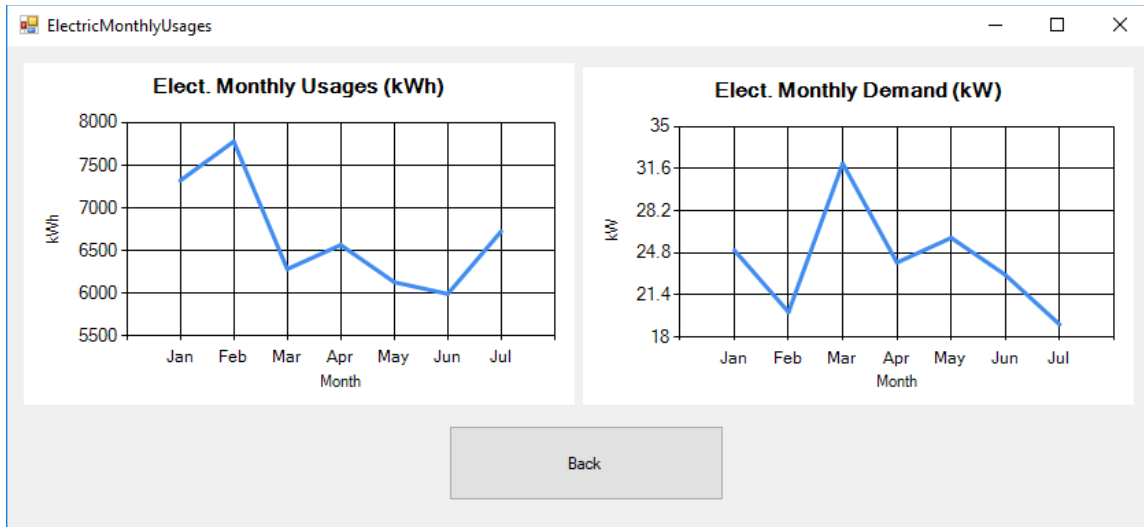 ElectricMonthlyUsages
Elect. Monthly Usages (kWh)
8000
7500
7000
6500
6000
5500
kWh
Jan Feb Mar Apr May Jun Jul
Month
Elect. Monthly Demand (kW)
35
31.6
28.2
24.8
21.4
18
kW
Jan Feb Mar Apr May Jun Jul
Month
Back